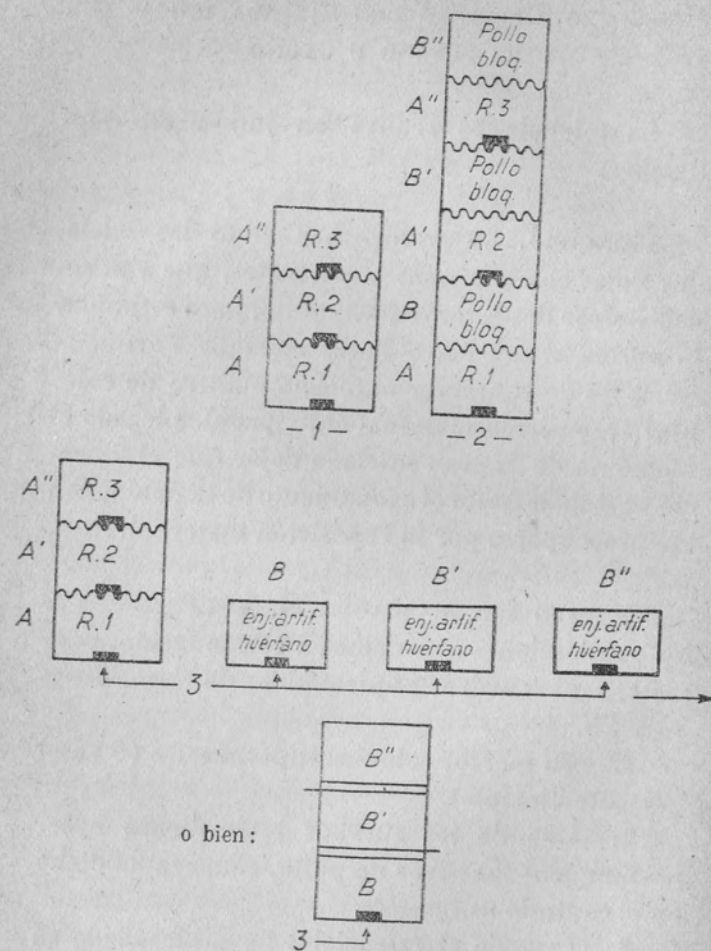 B" Pollo
bloq.
A" R.3
B' Pollo
bloq.
A' R.2
B Pollo
bloq.
A R.1
—2—
A" R.3
A' R.2
A R.1
—1—
A" R.3
A' R.2
A R.1
B
enj. artif.
huérfano
B'
enj. artif.
huérfano
B"
enj. artif.
huérfano
3
o bien:
B"
B'
B
3